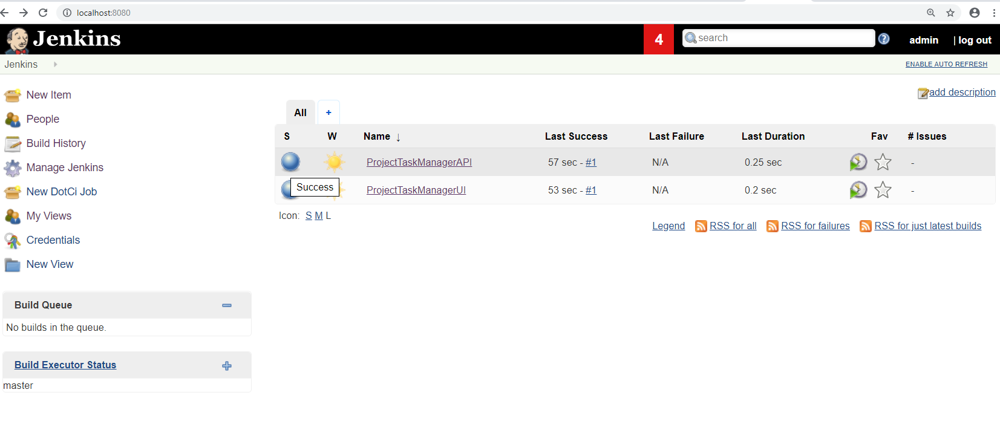 localhost:8080
Jenkins
4
search
admin
| log out
Jenkins
ENABLE AUTO REFRESH
New Item
People
Build History
Manage Jenkins
New DotCi Job
My Views
Credentials
New View
Build Queue
No builds in the queue.
Build Executor Status
master
add description
All +
S W Name ↓ Last Success Last Failure Last Duration Fav # Issues
ProjectTaskManagerAPI 57 sec - #1 N/A 0.25 sec -
Success
ProjectTaskManagerUI 53 sec - #1 N/A 0.2 sec -
Icon: S M L
Legend RSS for all RSS for failures RSS for just latest builds